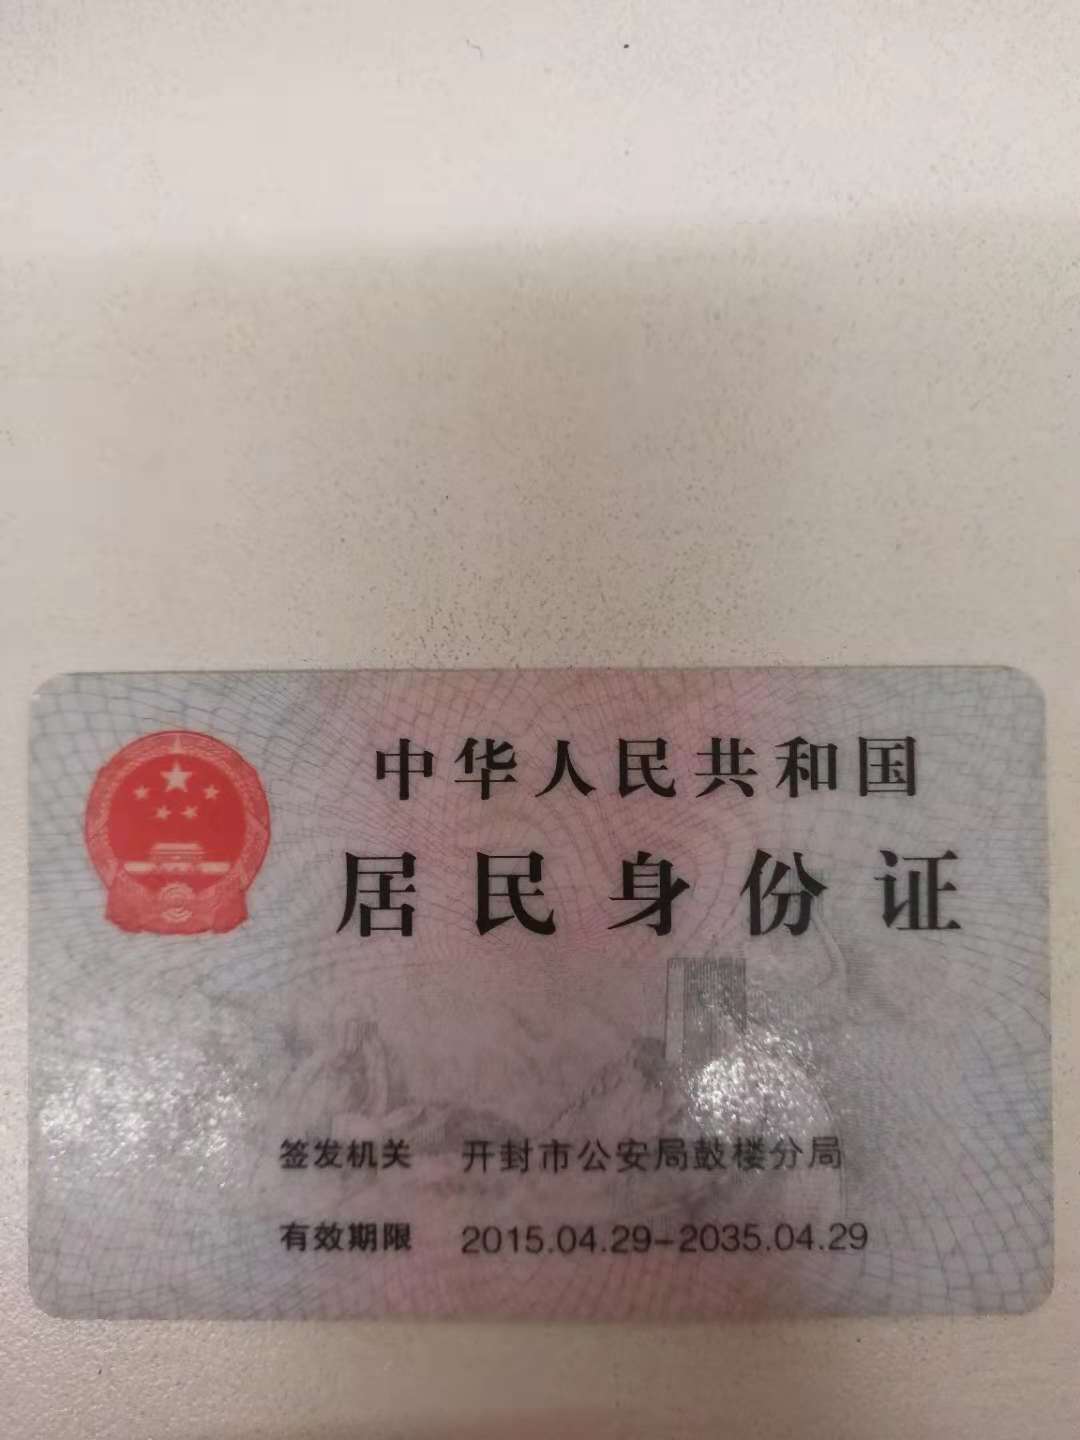 中华人民共和国
居民身份证
签发机关 开封市公安局鼓楼分局
有效期限 2015.04.29-2035.04.29